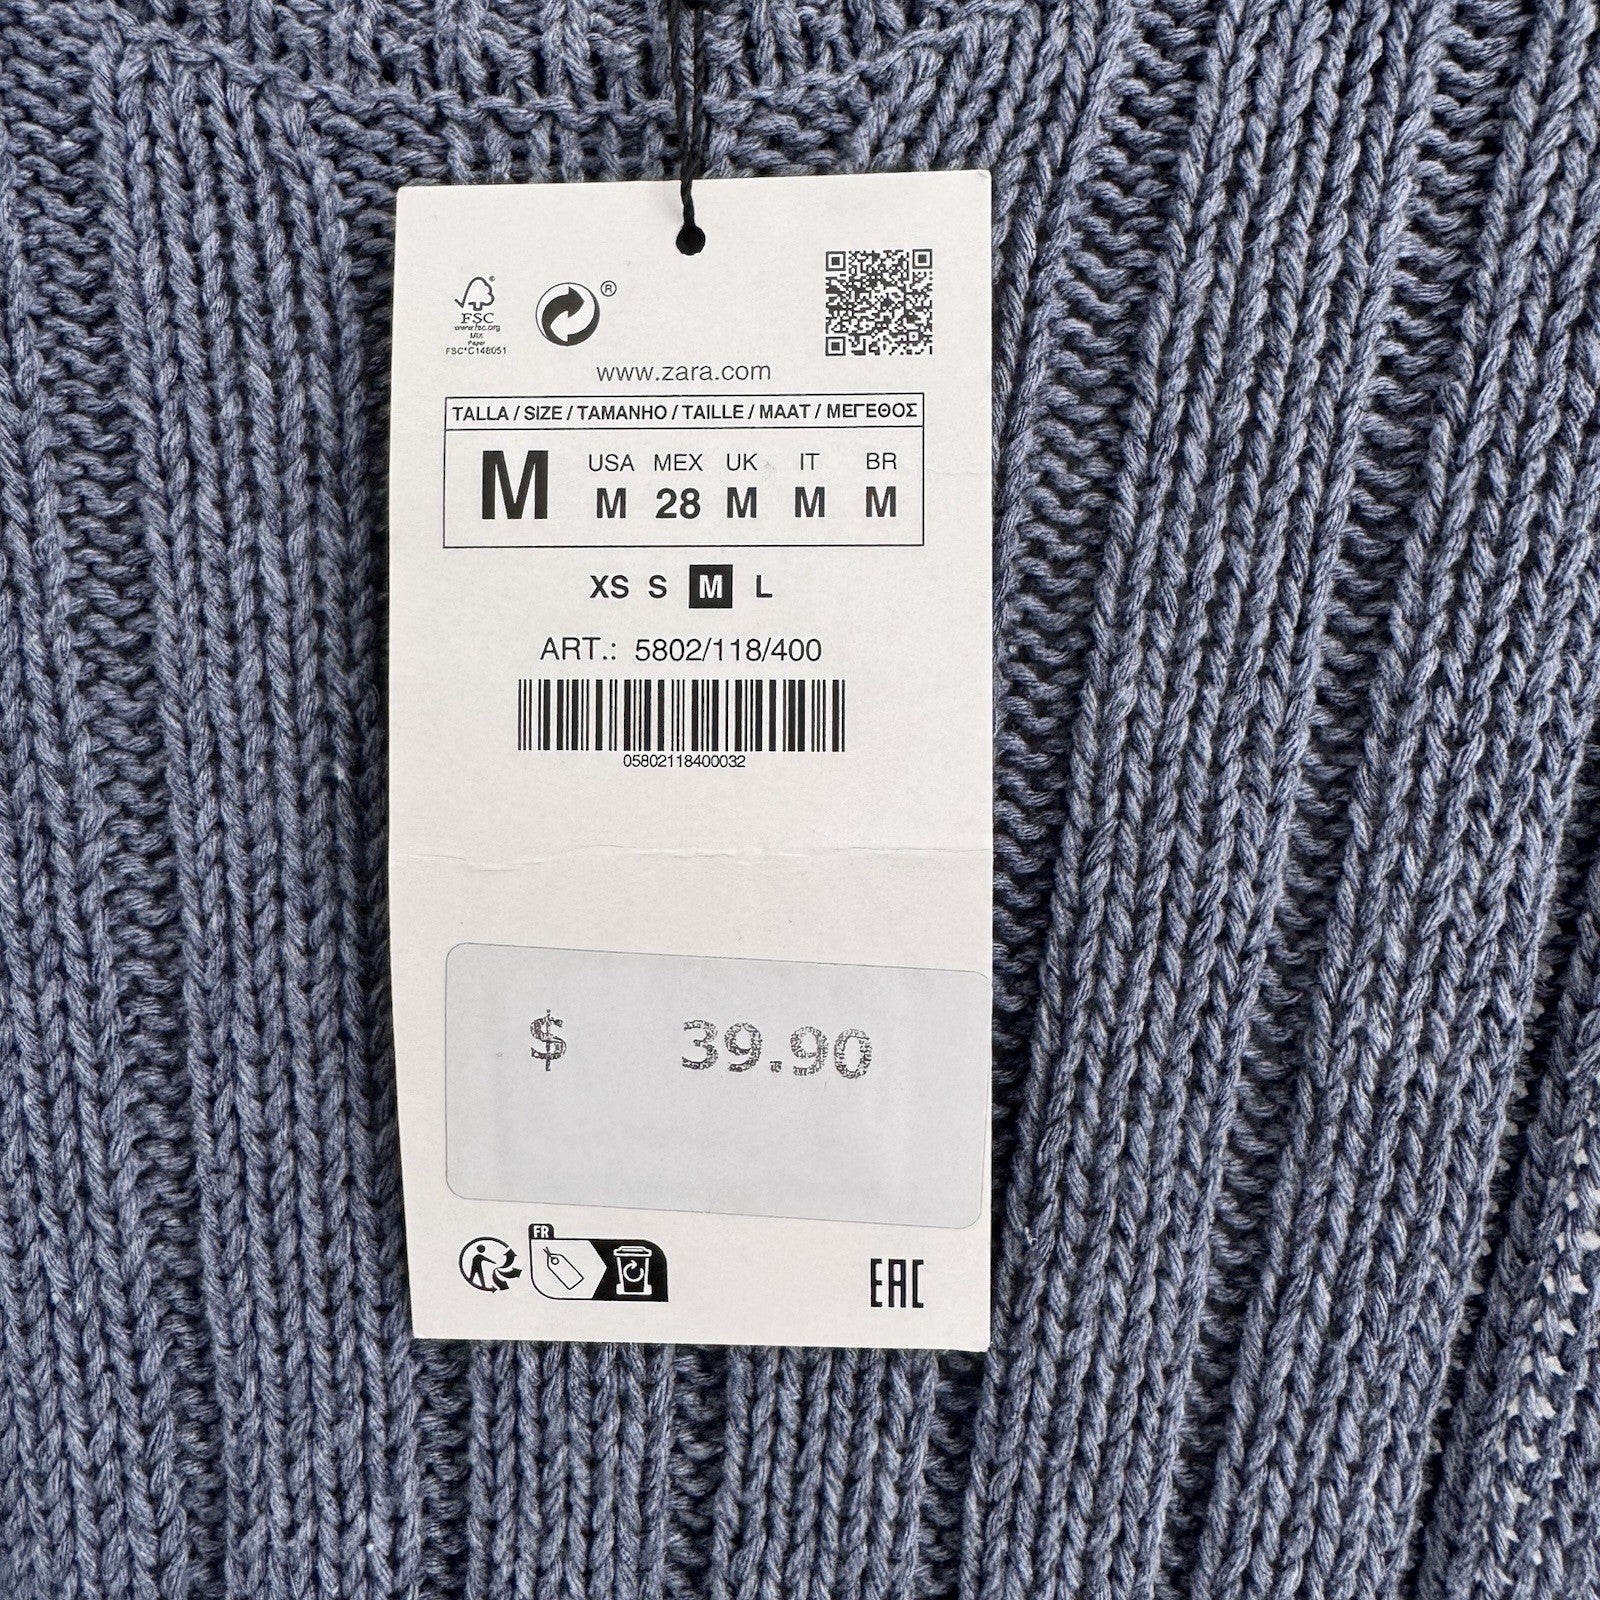 ®
FSC
www.fsc.org
MIX
Paper
FSC® C148051
®
www.zara.com
TALLA / SIZE / TAMANHO / TAILLE / MAAT / ΜΕΓΕΘΟΣ
M
USA MEX UK IT BR
M 28 M M M
XS S M L
ART.: 5802/118/400
05802118400032
$ 39.90
FR
EAC